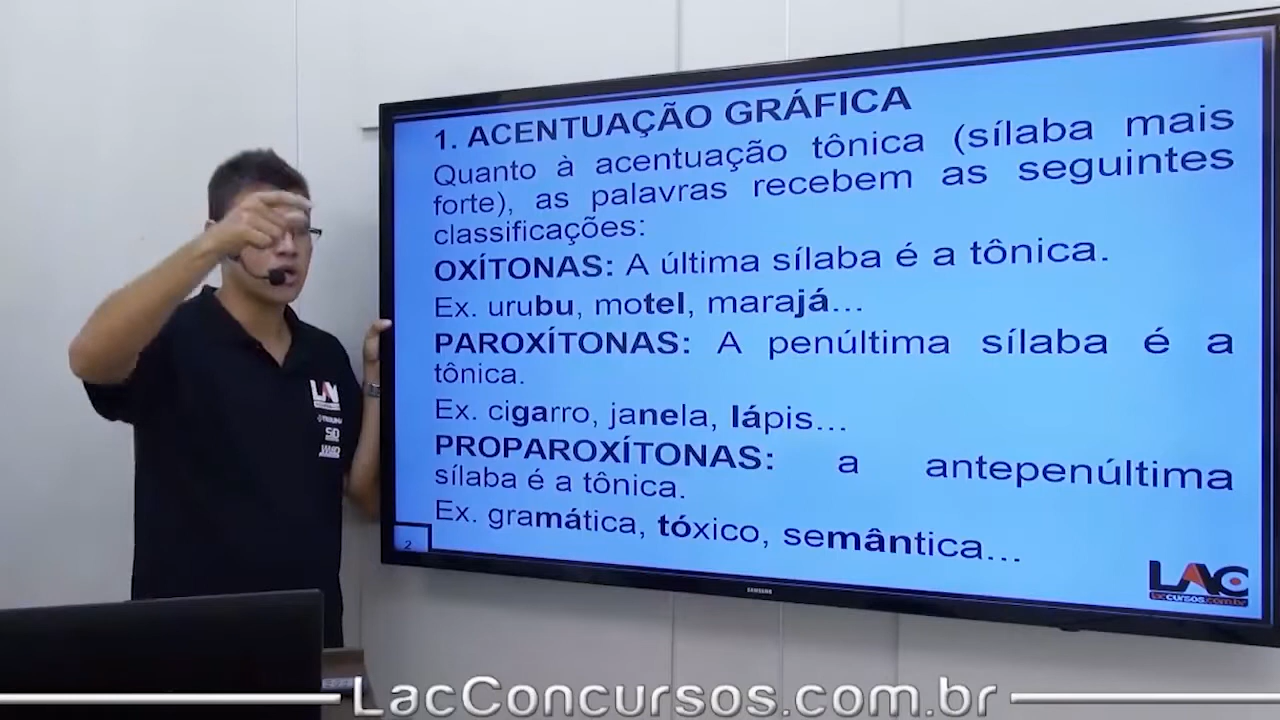 1. ACENTUAÇÃO GRÁFICA
Quanto à acentuação tônica (sílaba mais
forte), as palavras recebem as seguintes
classificações:
OXÍTONAS: A última sílaba é a tônica.
Ex. urubu, motel, marajá...
PAROXÍTONAS: A penúltima sílaba é a
tônica.
Ex. cigarro, janela, lápis...
PROPAROXÍTONAS: a antepenúltima
sílaba é a tônica.
Ex. gramática, tóxico, semântica...
2
LAC
laccursos.com.br
SAMSUNG
LAC
LacConcursos.com.br